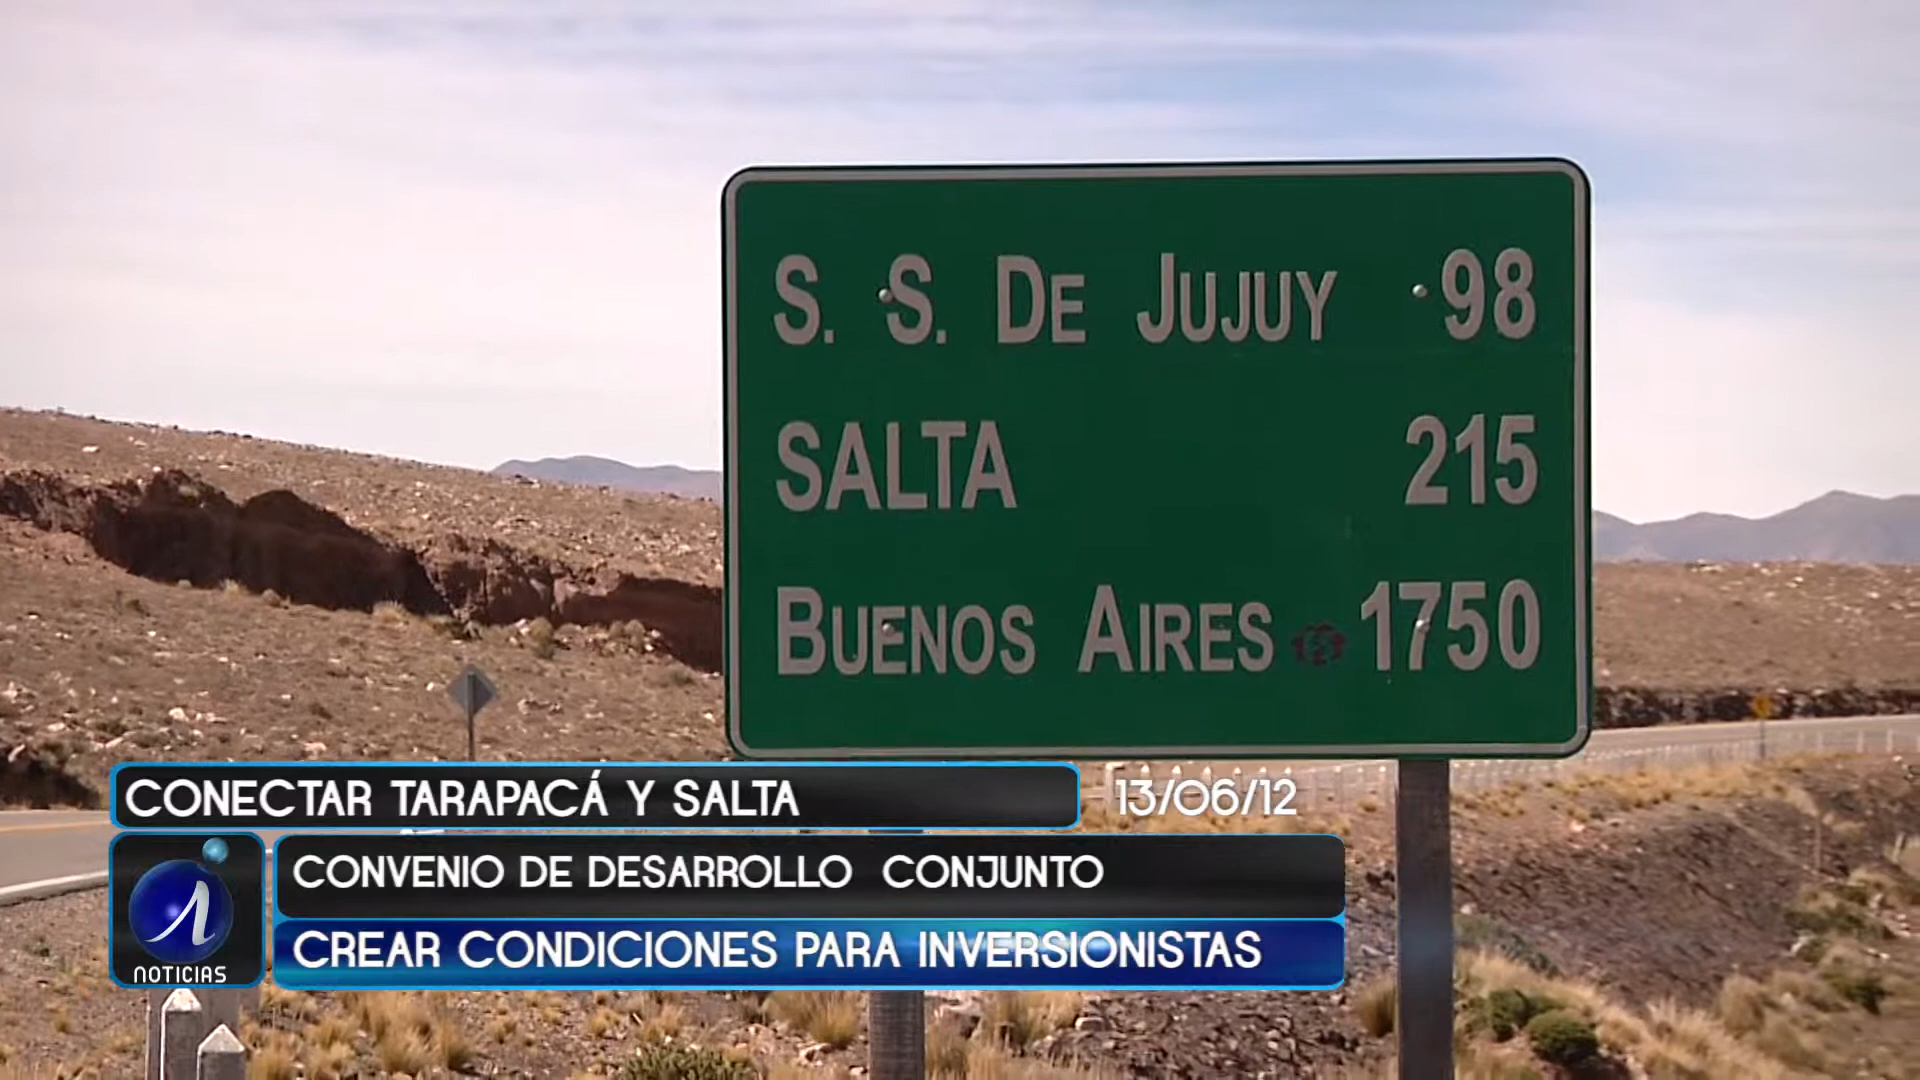 S. S. DE JUJUY 98
SALTA 215
BUENOS AIRES 1750
CONECTAR TARAPACÁ Y SALTA
13/06/12
CONVENIO DE DESARROLLO CONJUNTO
CREAR CONDICIONES PARA INVERSIONISTAS
NOTICIAS